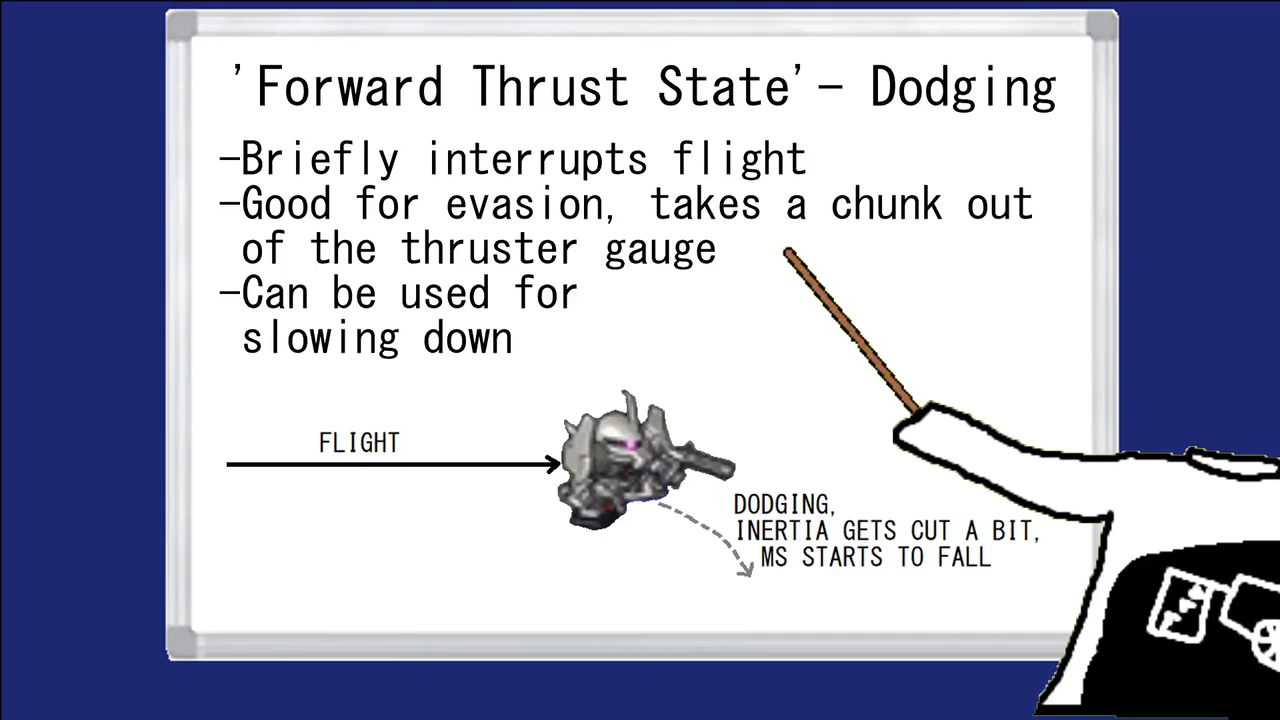 'Forward Thrust State'- Dodging
-Briefly interrupts flight
-Good for evasion, takes a chunk out
of the thruster gauge
-Can be used for
slowing down
FLIGHT
DODGING,
INERTIA GETS CUT A BIT,
MS STARTS TO FALL